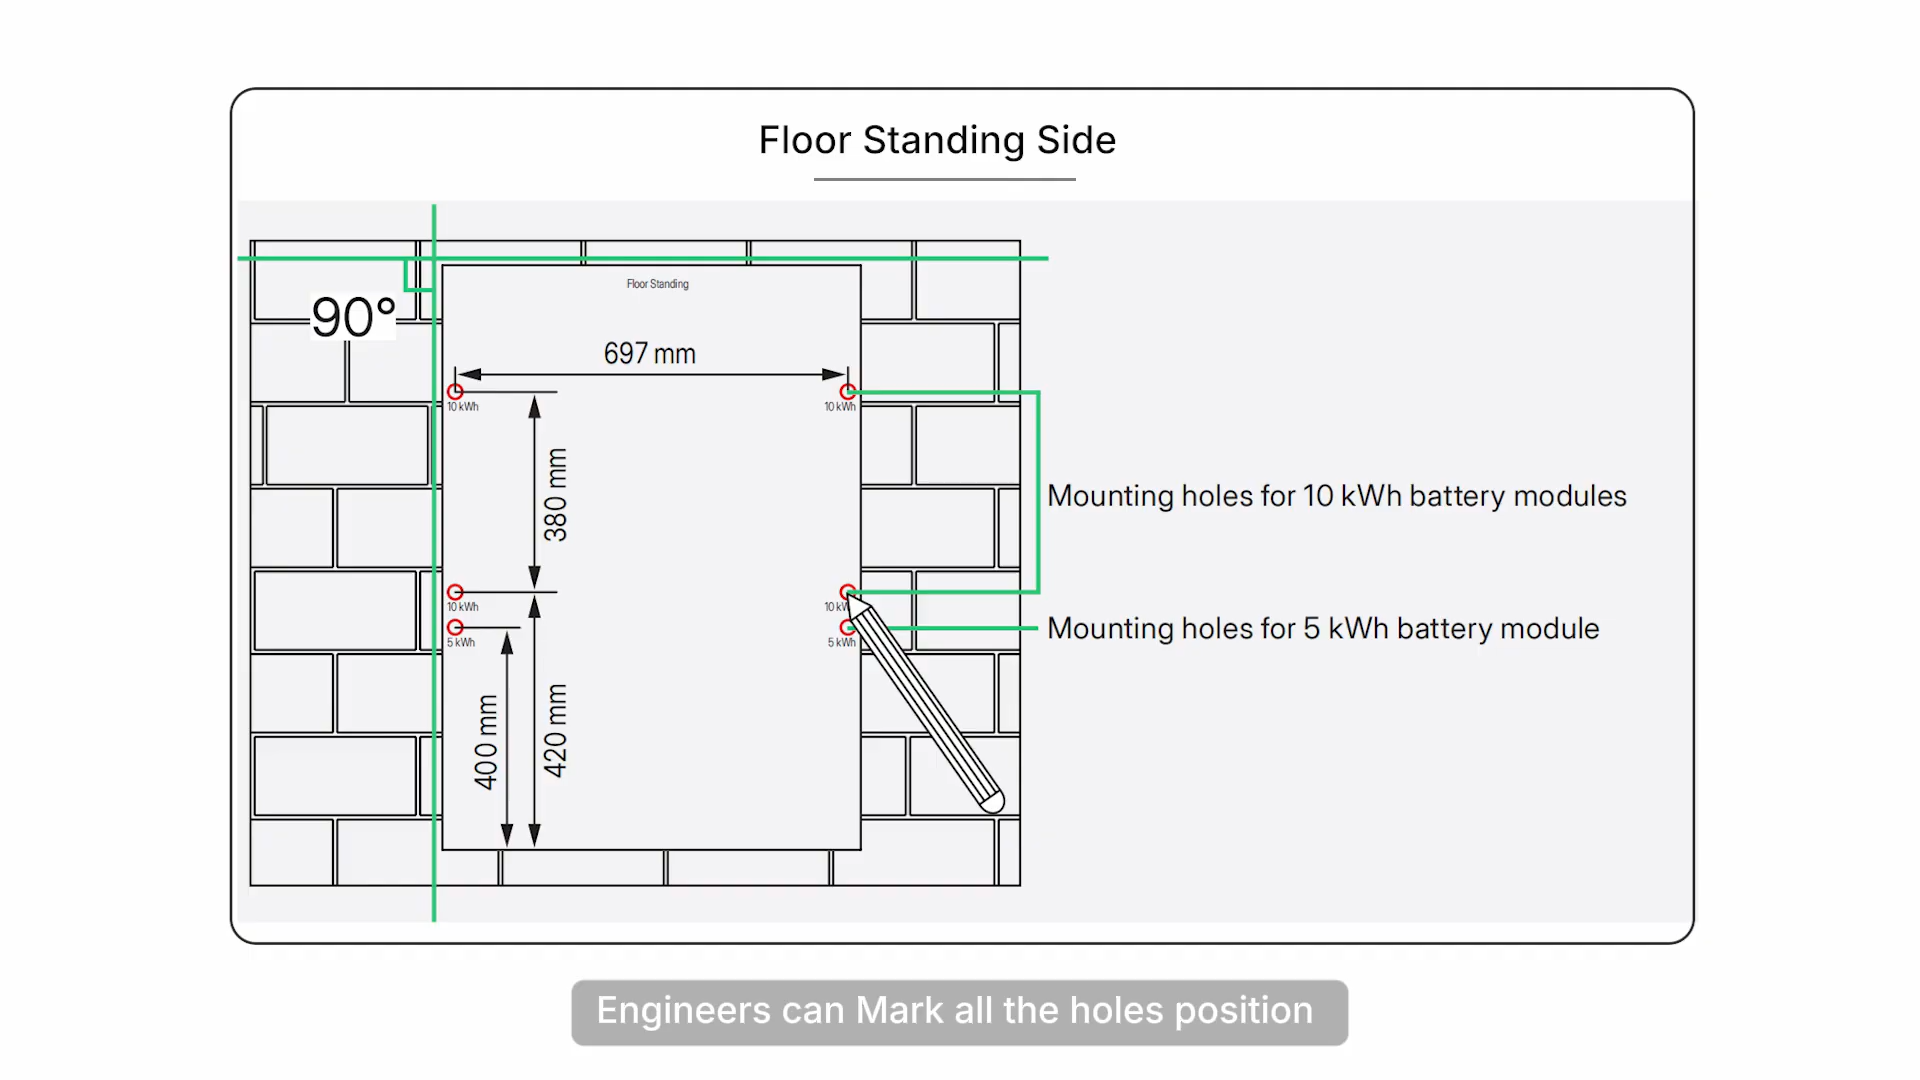 Floor Standing Side
Floor Standing
90°
697 mm
10 kWh
10 kWh
380 mm
Mounting holes for 10 kWh battery modules
10 kWh
10 kW
5 kWh
5 kWh
Mounting holes for 5 kWh battery module
400 mm
420 mm
Engineers can Mark all the holes position